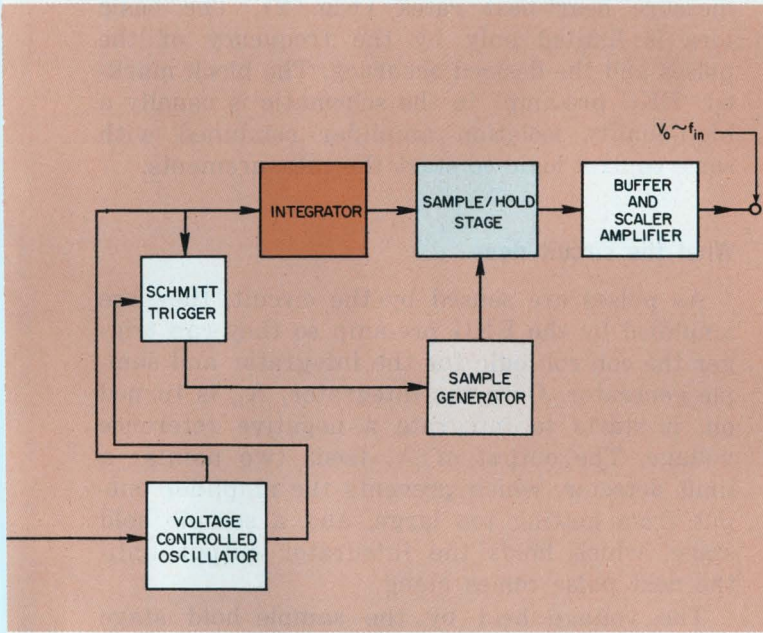 V₀~fᵢₙ
INTEGRATOR
SAMPLE/HOLD
STAGE
BUFFER
AND
SCALER
AMPLIFIER
SCHMITT
TRIGGER
SAMPLE
GENERATOR
VOLTAGE
CONTROLLED
OSCILLATOR